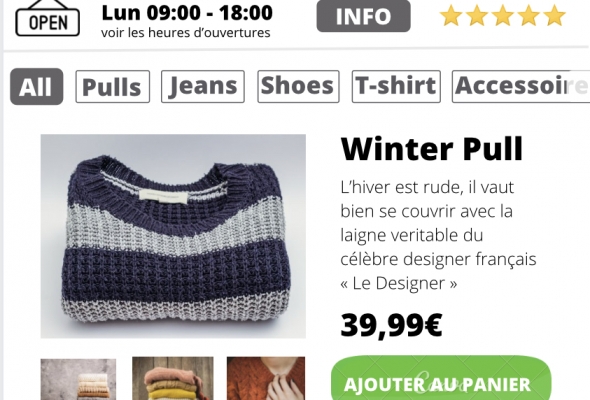 OPEN
Lun 09:00 - 18:00
voir les heures d’ouvertures
INFO
All
Pulls
Jeans
Shoes
T-shirt
Accessoire
Winter Pull
L’hiver est rude, il vaut
bien se couvrir avec la
laigne veritable du
célèbre designer français
« Le Designer »
39,99€
AJOUTER AU PANIER
Canva